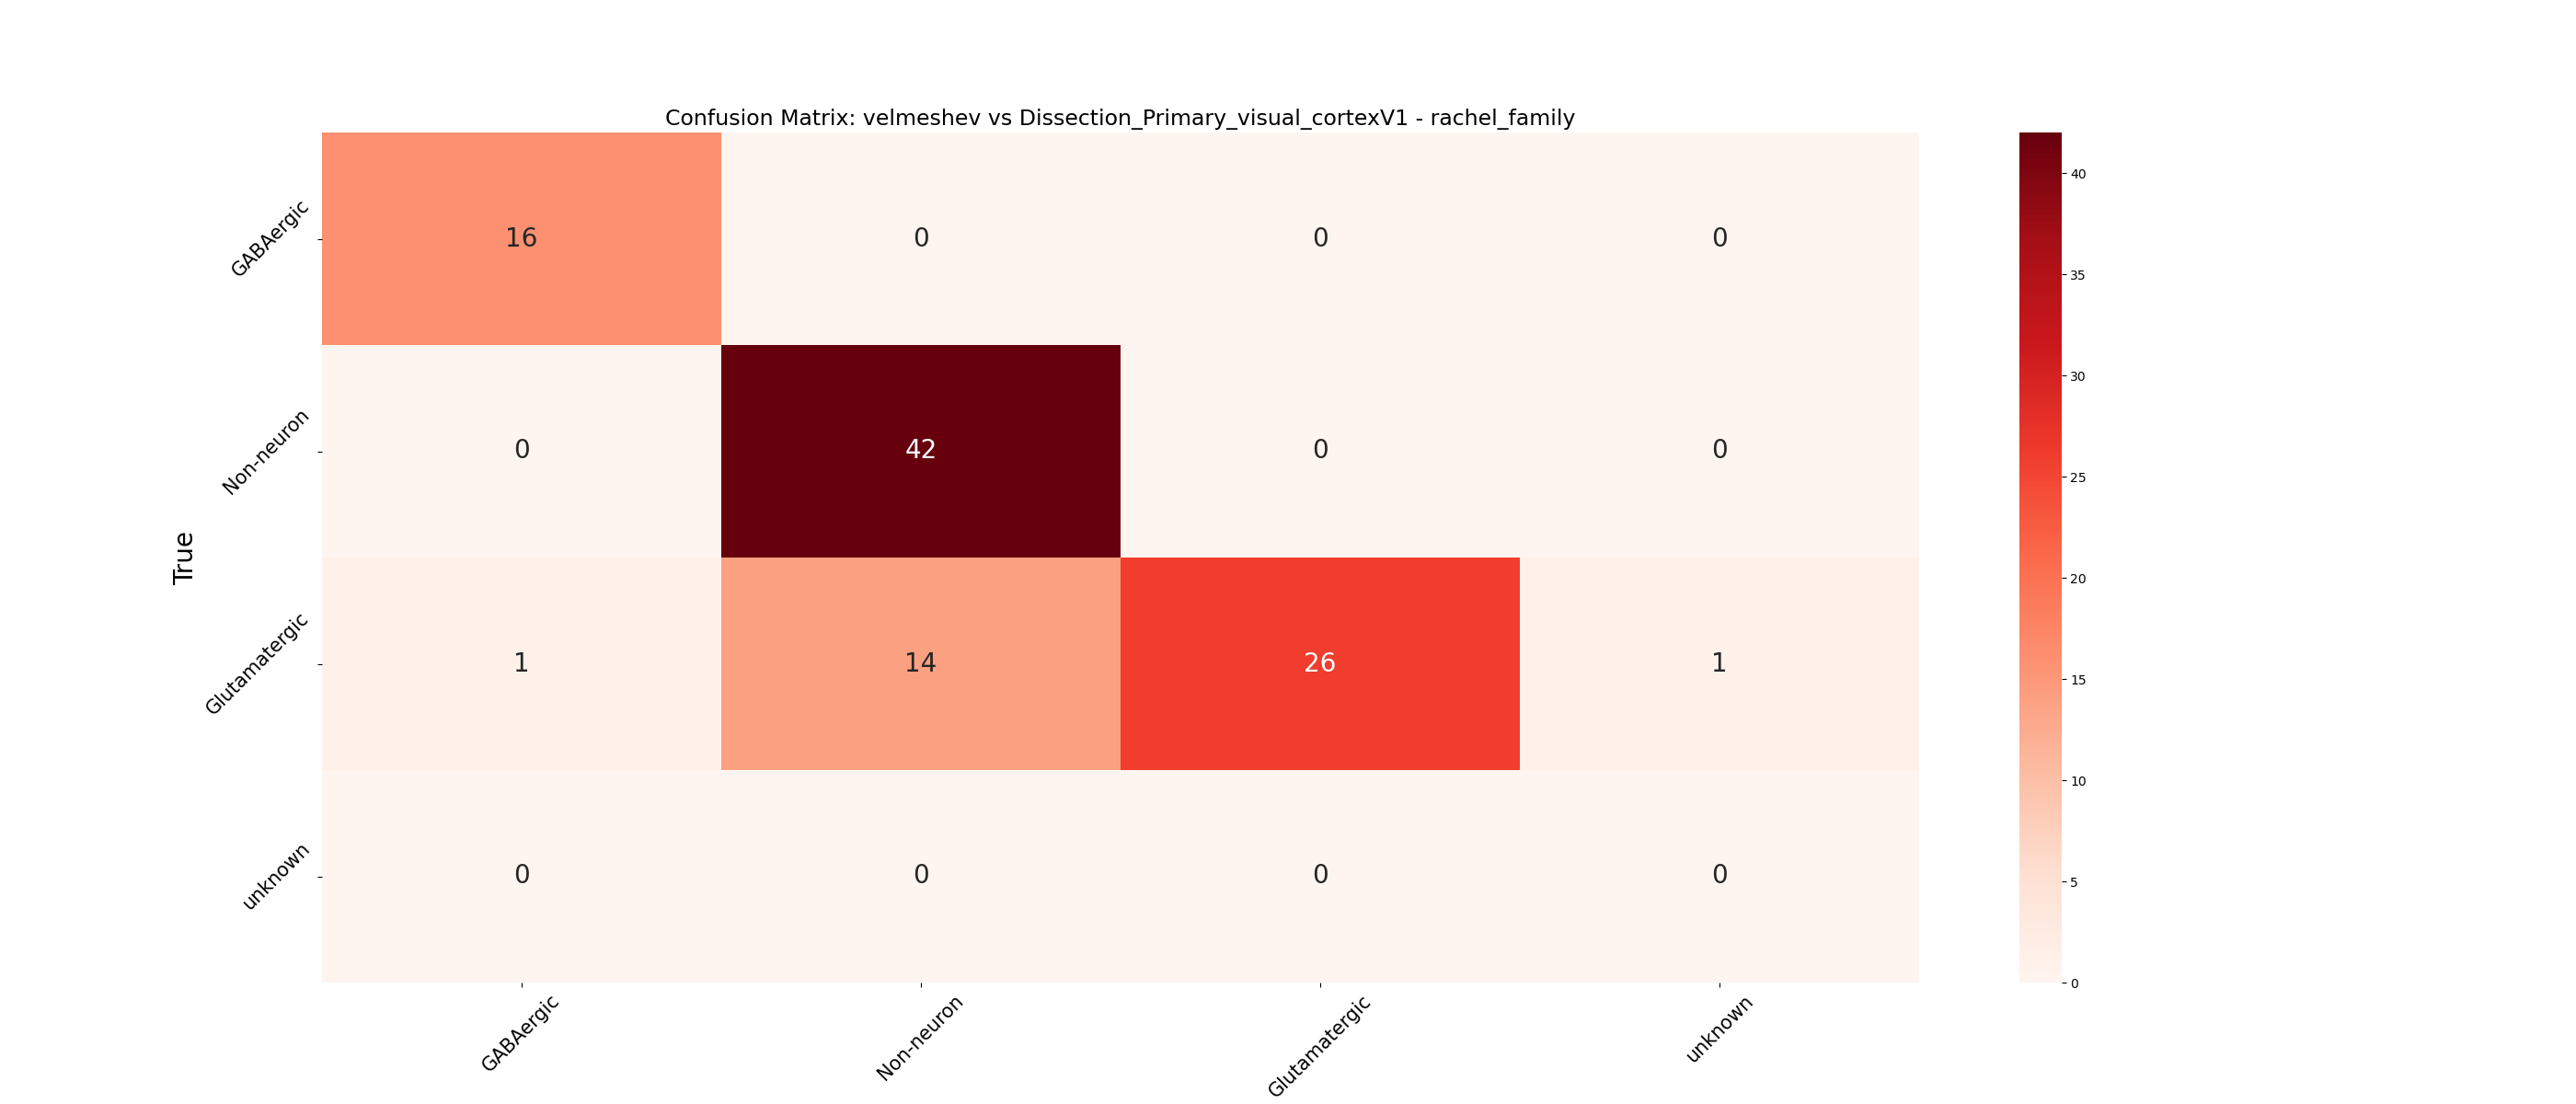 Confusion Matrix: velmeshev vs Dissection_Primary_visual_cortexV1 - rachel_family
True
GABAergic
16 0 0 0
Non-neuron
0 42 0 0
Glutamatergic
1 14 26 1
unknown
0 0 0 0
GABAergic Non-neuron Glutamatergic unknown
40
35
30
25
20
15
10
5
0